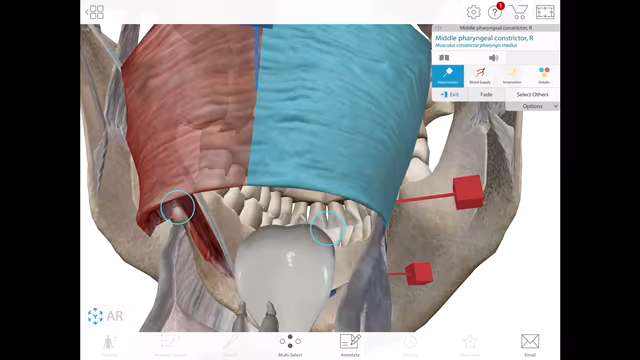 1
Middle pharyngeal constrictor, R
Middle pharyngeal constrictor, R
Musculus constrictor pharyngis medius
Attachments
Blood Supply
Innervation
Details
Exit
Fade
Select Others
Options
AR
Multi-Select
Annotate
Email